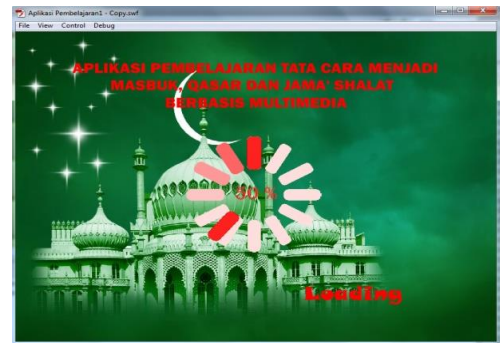 Aplikasi Pembelajaran1 - Copy.swf
File View Control Debug
APLIKASI PEMBELAJARAN TATA CARA MENJADI
MASBUK, QASAR DAN JAMA' SHALAT
BERBASIS MULTIMEDIA
Loading